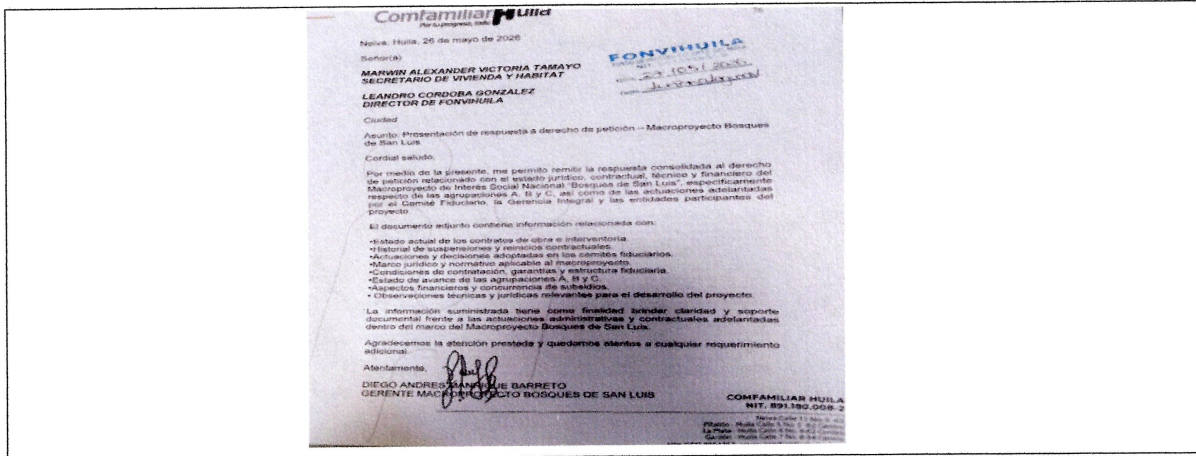 Comfamiliar Huila
Por tu progreso, todo
Neiva, Huila, 26 de mayo de 2026
Señor(a)
MARWIN ALEXANDER VICTORIA TAMAYO
SECRETARIO DE VIVIENDA Y HABITAT
FONVIHUILA
27/05/2026
LEANDRO CORDOBA GONZALEZ
DIRECTOR DE FONVIHUILA
Ciudad
Asunto: Presentación de respuesta a derecho de petición – Macroproyecto Bosques
de San Luis
Cordial saludo,
Por medio de la presente, me permito remitir la respuesta consolidada al derecho
de petición relacionado con el estado jurídico, contractual, técnico y financiero del
Macroproyecto de Interés Social Nacional "Bosques de San Luis", específicamente
respecto de las agrupaciones A, B y C, así como de las actuaciones adelantadas
por el Comité Fiduciario, la Gerencia Integral y las entidades participantes del
proyecto.
El documento adjunto contiene información relacionada con:
•Estado actual de los contratos de obra e interventoría.
•Historial de suspensiones y reinicios contractuales.
•Actuaciones y decisiones adoptadas en los comités fiduciarios.
•Marco jurídico y normativo aplicable al macroproyecto.
•Condiciones de contratación, garantías y estructura fiduciaria.
•Estado de avance de las agrupaciones A, B y C.
•Aspectos financieros y concurrencia de subsidios.
• Observaciones técnicas y jurídicas relevantes para el desarrollo del proyecto.
La información suministrada tiene como finalidad brindar claridad y soporte
documental frente a las actuaciones administrativas y contractuales adelantadas
dentro del marco del Macroproyecto Bosques de San Luis.
Agradecemos la atención prestada y quedamos atentos a cualquier requerimiento
adicional.
Atentamente,
DIEGO ANDRES MANRIQUE BARRETO
GERENTE MACROPROYECTO BOSQUES DE SAN LUIS
COMFAMILIAR HUILA
NIT. 891.180.008-2